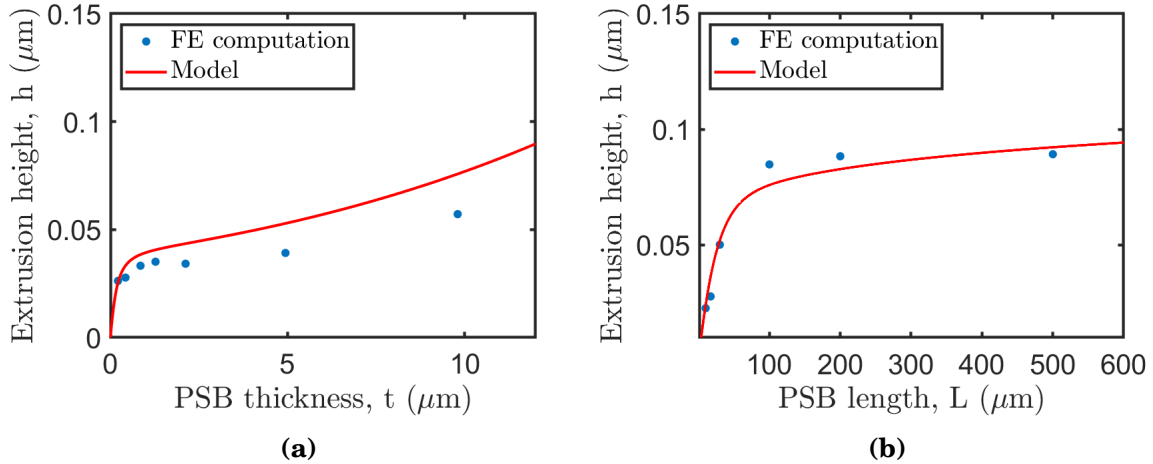 0.15
0.1
0.05
0
Extrusion height, h (μm)
FE computation
Model
0
5
10
PSB thickness, t (μm)
(a)
0.15
0.1
0.05
Extrusion height, h (μm)
FE computation
Model
100 200 300 400 500 600
PSB length, L (μm)
(b)